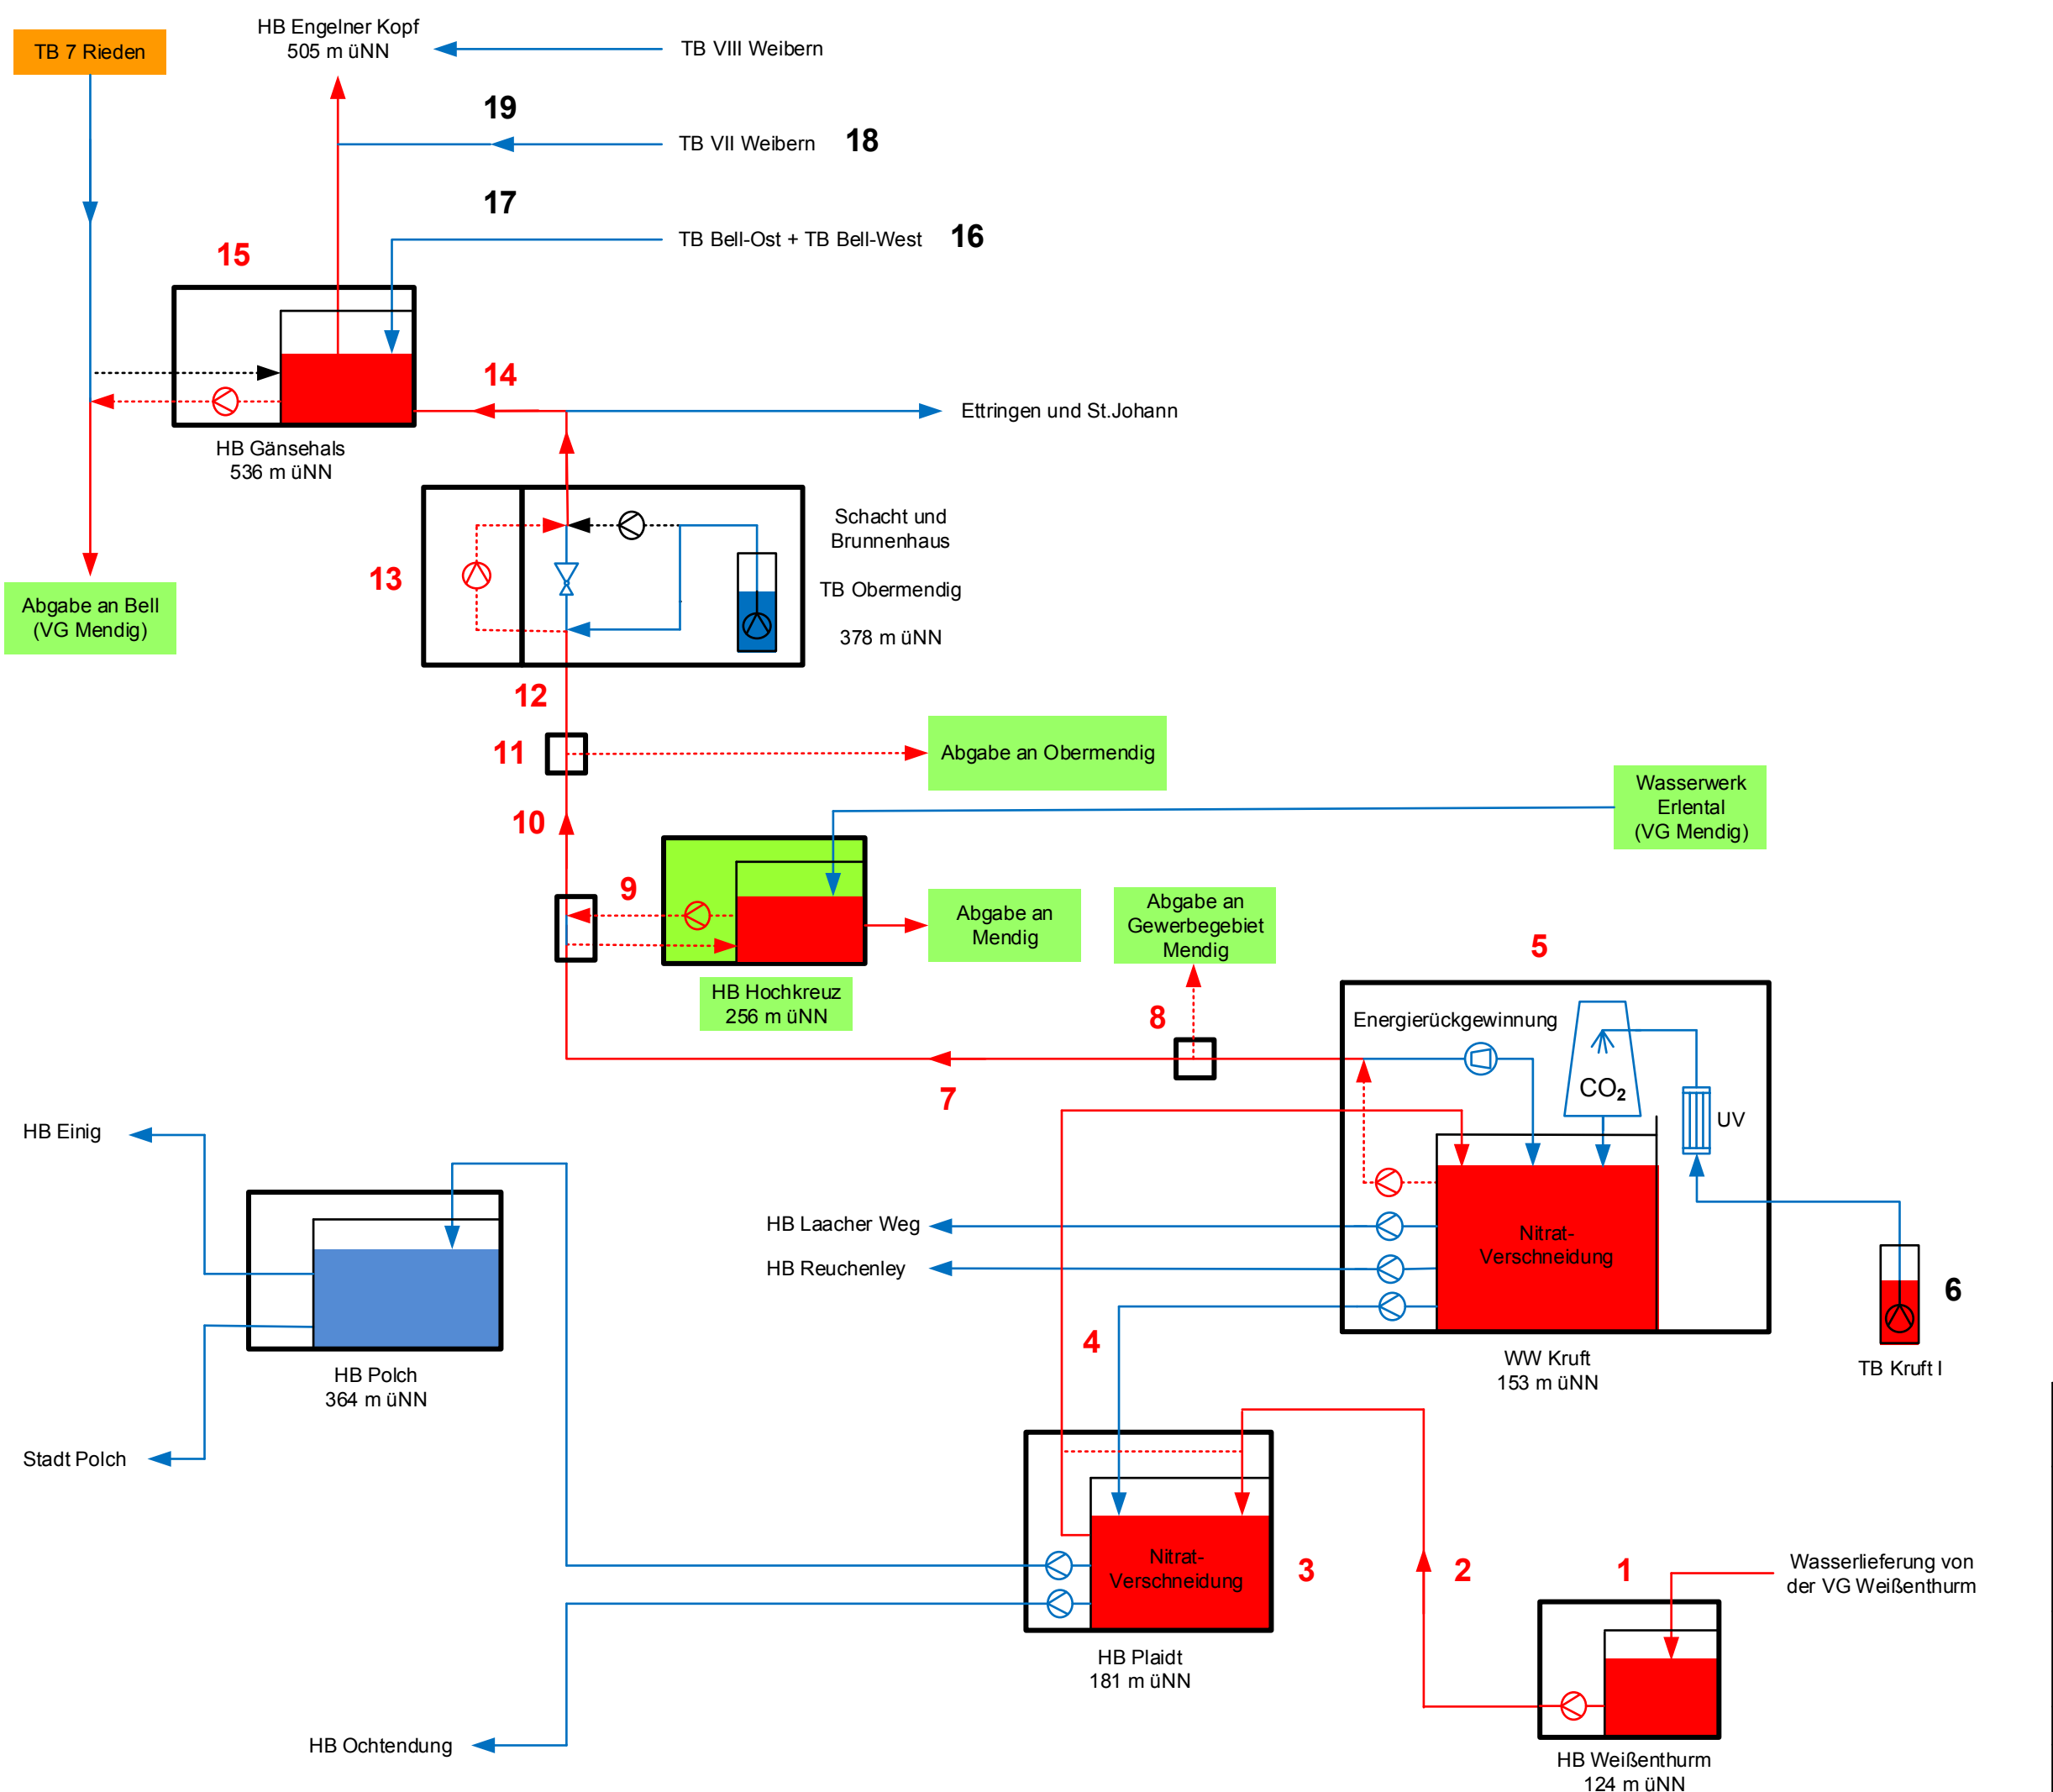 HB Engelner Kopf
505 m üNN
TB 7 Rieden
TB VIII Weibern
19
TB VII Weibern
18
17
TB Bell-Ost + TB Bell-West
16
15
14
Ettringen und St.Johann
HB Gänsehals
536 m üNN
Schacht und
Brunnenhaus
13
TB Obermendig
378 m üNN
Abgabe an Bell
(VG Mendig)
12
11
Abgabe an Obermendig
10
Wasserwerk
Erlental
(VG Mendig)
9
Abgabe an
Mendig
Abgabe an
Gewerbegebiet
Mendig
HB Hochkreuz
256 m üNN
5
8
Energierückgewinnung
CO2
UV
7
HB Einig
HB Laacher Weg
HB Reuchenley
Nitrat-
Verschneidung
6
4
WW Kruft
153 m üNN
TB Kruft I
HB Polch
364 m üNN
Stadt Polch
Nitrat-
Verschneidung
3
2
1
Wasserlieferung von
der VG Weißenthurm
HB Plaidt
181 m üNN
HB Ochtendung
HB Weißenthurm
124 m üNN